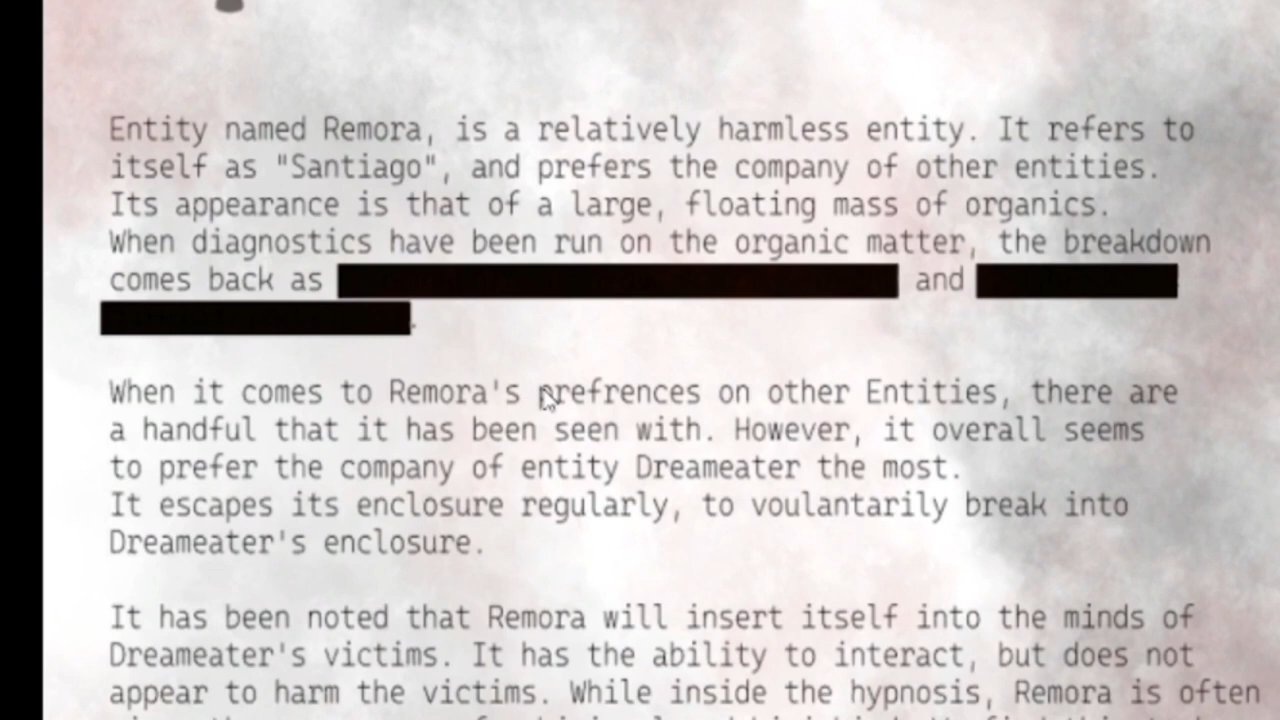 Entity named Remora, is a relatively harmless entity. It refers to
itself as "Santiago", and prefers the company of other entities.
Its appearance is that of a large, floating mass of organics.
When diagnostics have been run on the organic matter, the breakdown
comes back as and
.
When it comes to Remora's prefrences on other Entities, there are
a handful that it has been seen with. However, it overall seems
to prefer the company of entity Dreameater the most.
It escapes its enclosure regularly, to voulantarily break into
Dreameater's enclosure.
It has been noted that Remora will insert itself into the minds of
Dreameater's victims. It has the ability to interact, but does not
appear to harm the victims. While inside the hypnosis, Remora is often